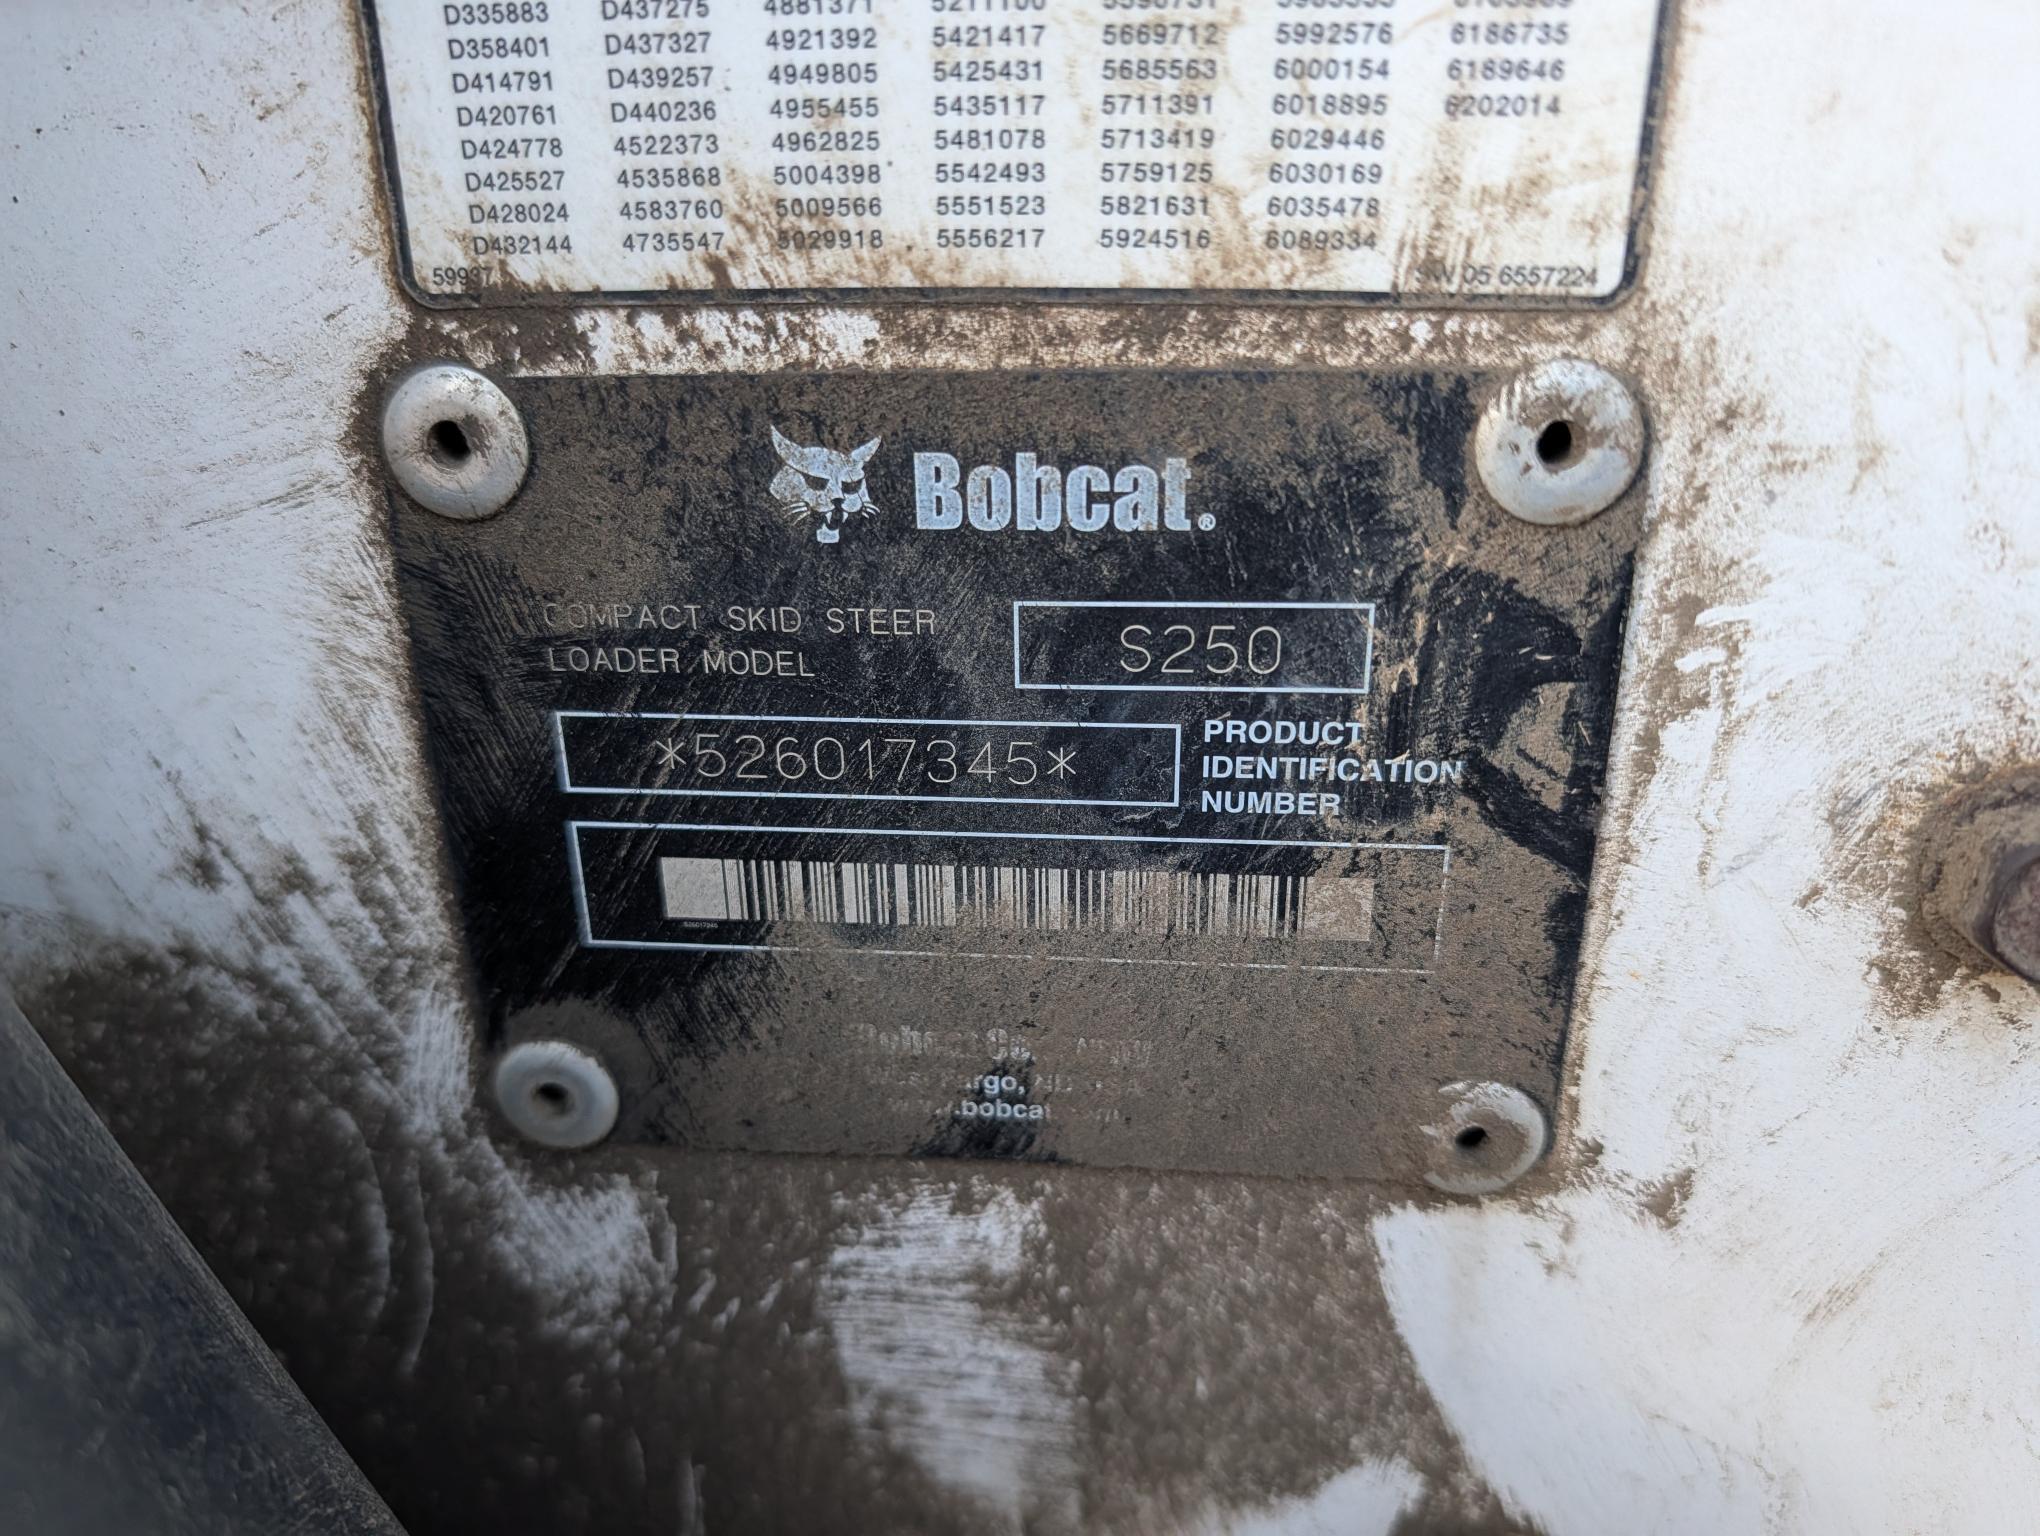 D335883 D437275 4881371
D358401 D437327 4921392 5421417 5669712 5992576 6186735
D414791 D439257 4949805 5425431 5685563 6000154 6189646
D420761 D440236 4955455 5435117 5711391 6018895 6202014
D424778 4522373 4962825 5481078 5713419 6029446
D425527 4535868 5004398 5542493 5759125 6030169
D428024 4583760 5009566 5551523 5821631 6035478
D432144 4735547 5029918 5556217 5924516 6089334
05 6557224
Bobcat®
COMPACT SKID STEER
LOADER MODEL
S250
*526017345*
PRODUCT
IDENTIFICATION
NUMBER
526017345